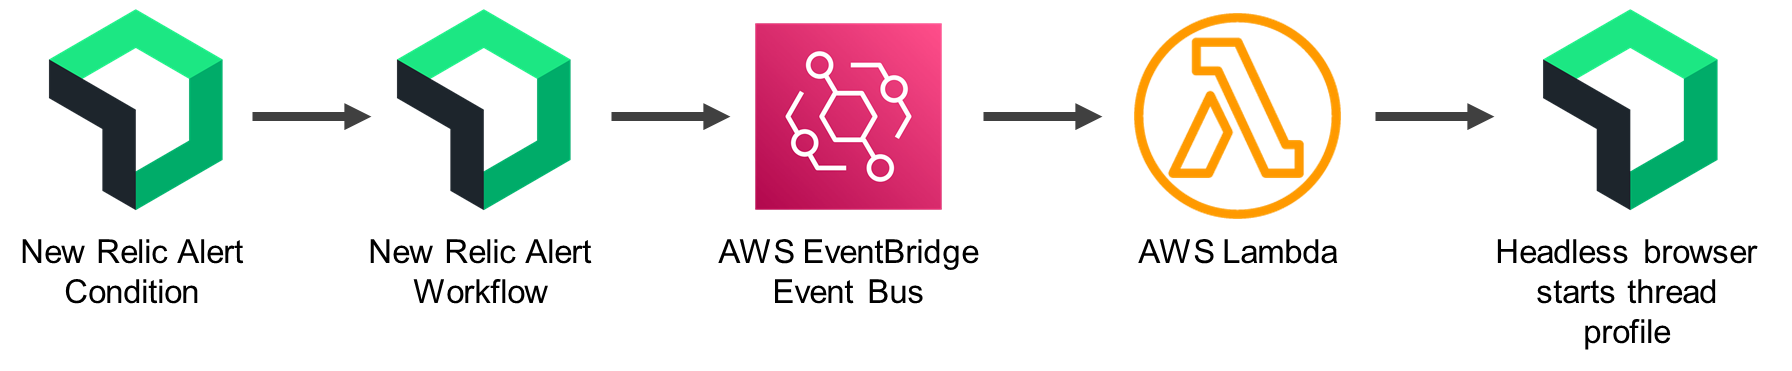 New Relic Alert
Condition
New Relic Alert
Workflow
AWS EventBridge
Event Bus
AWS Lambda
Headless browser
starts thread
profile